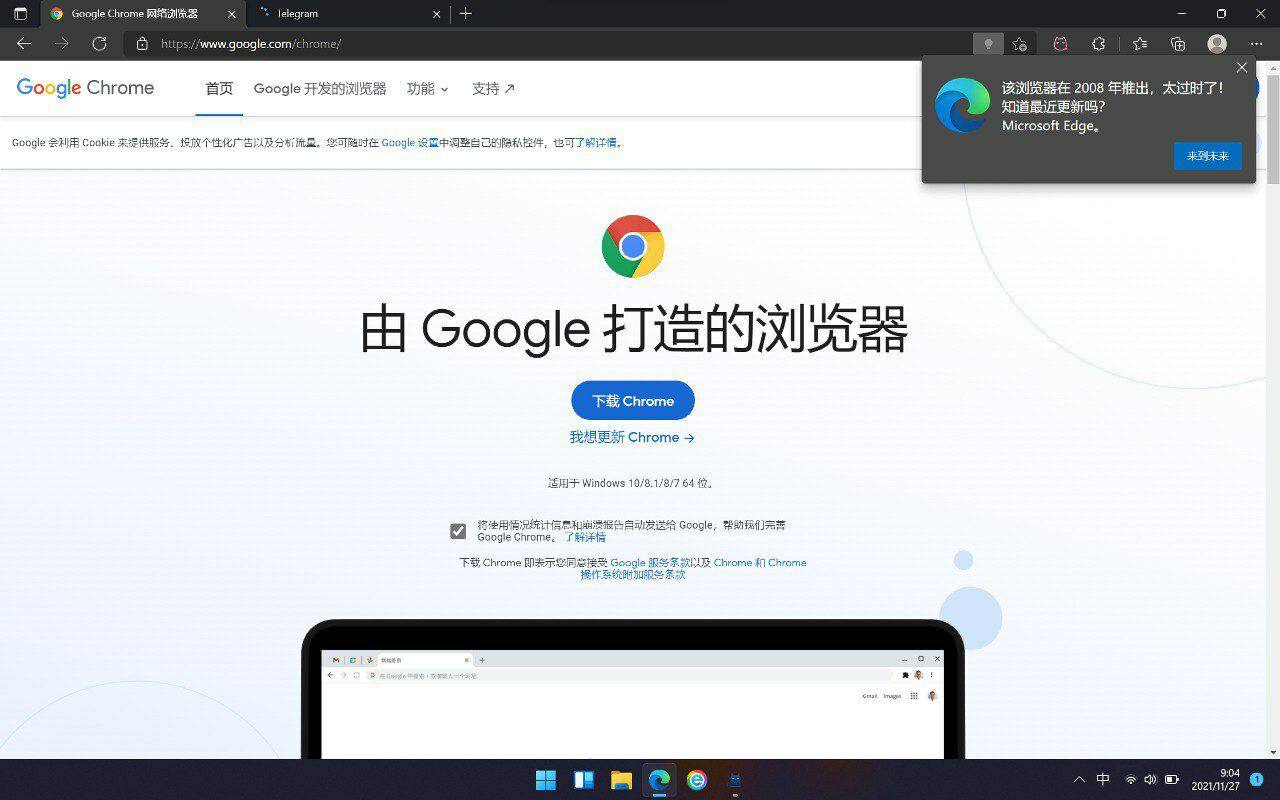 Google Chrome 网络浏览器
Telegram
https://www.google.com/chrome/
Google Chrome
首页
Google 开发的浏览器
功能
支持
该浏览器在 2008 年推出，太过时了！
知道最近更新吗？
Microsoft Edge。
来到未来
Google 会利用 Cookie 来提供服务、投放个性化广告以及分析流量。您可随时在 Google 设置中调整自己的隐私控件，也可了解详情。
由 Google 打造的浏览器
下载 Chrome
我想更新 Chrome
适用于 Windows 10/8.1/8/7 64 位。
将使用情况统计信息和崩溃报告自动发送给 Google，帮助我们完善
Google Chrome。 了解详情
下载 Chrome 即表示您同意接受 Google 服务条款以及 Chrome 和 Chrome
操作系统附加服务条款
在 Google 中搜索，或者输入一个网址
Gmail
Images
中
9:04
2021/11/27
1